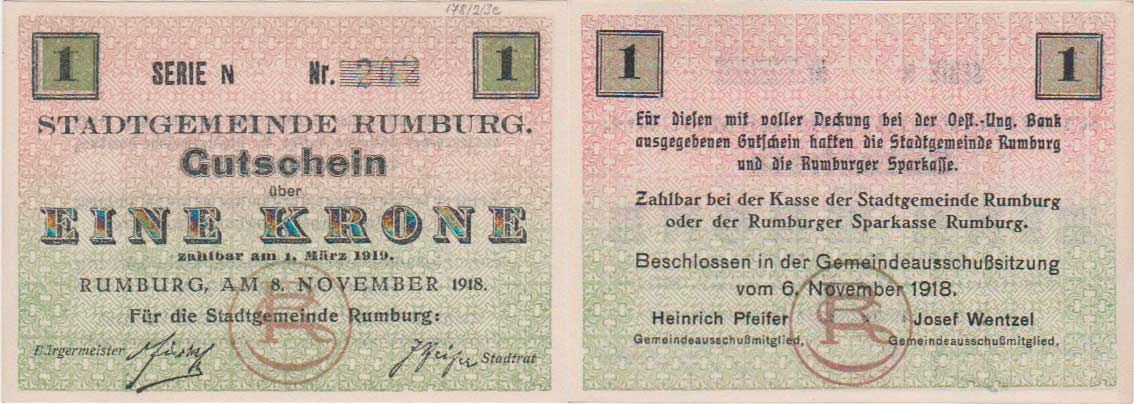 178/2/3c
1 SERIE N Nr. 202 1
STADTGEMEINDE RUMBURG.
Gutschein
über
EINE KRONE
zahlbar am 1. März 1919.
RUMBURG, AM 8. NOVEMBER 1918.
Für die Stadtgemeinde Rumburg:
Bürgermeister Stadtrat
1 1
Für diesen mit voller Deckung bei der Oest.-Ung. Bank
ausgegebenen Gutschein haften die Stadtgemeinde Rumburg
und die Rumburger Sparkasse.
Zahlbar bei der Kasse der Stadtgemeinde Rumburg
oder der Rumburger Sparkasse Rumburg.
Beschlossen in der Gemeindeausschußsitzung
vom 6. November 1918.
Heinrich Pfeifer Josef Wentzel
Gemeindeausschußmitglied. Gemeindeausschußmitglied.